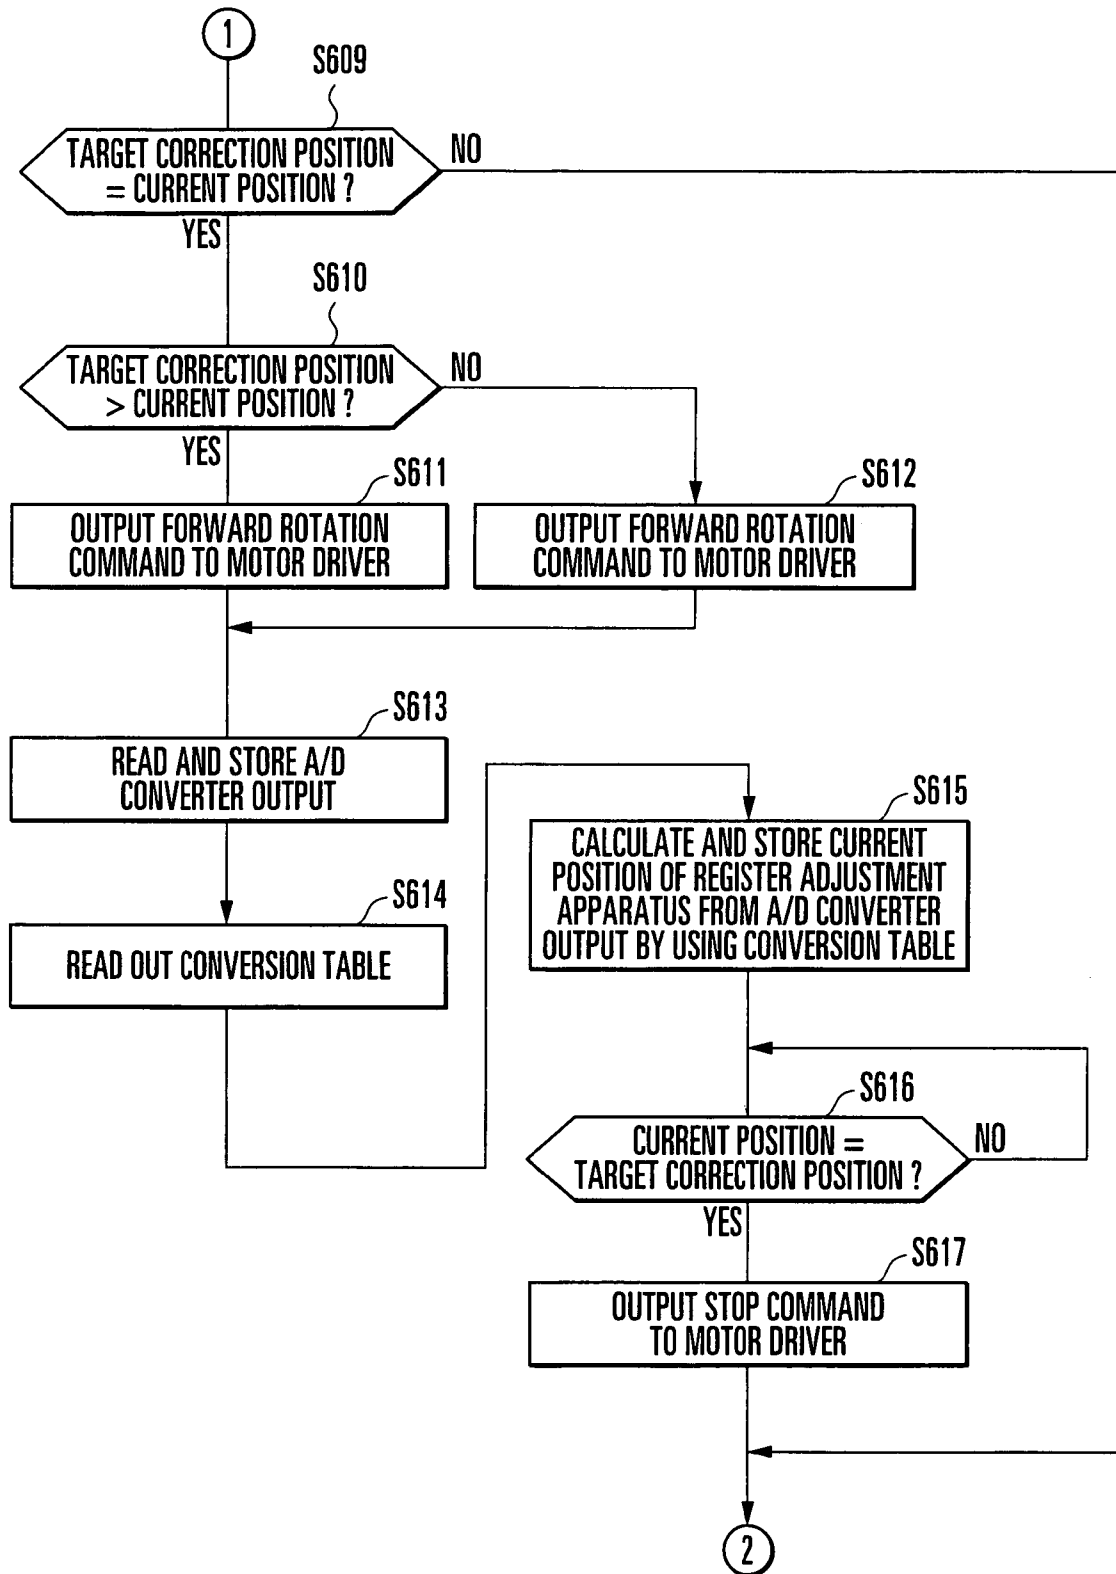 1
S609
TARGET CORRECTION POSITION
= CURRENT POSITION ?
NO
YES
S610
TARGET CORRECTION POSITION
> CURRENT POSITION ?
NO
YES
S611
OUTPUT FORWARD ROTATION
COMMAND TO MOTOR DRIVER
S612
OUTPUT FORWARD ROTATION
COMMAND TO MOTOR DRIVER
S613
READ AND STORE A/D
CONVERTER OUTPUT
S614
READ OUT CONVERSION TABLE
S615
CALCULATE AND STORE CURRENT
POSITION OF REGISTER ADJUSTMENT
APPARATUS FROM A/D CONVERTER
OUTPUT BY USING CONVERSION TABLE
S616
CURRENT POSITION =
TARGET CORRECTION POSITION ?
NO
YES
S617
OUTPUT STOP COMMAND
TO MOTOR DRIVER
2